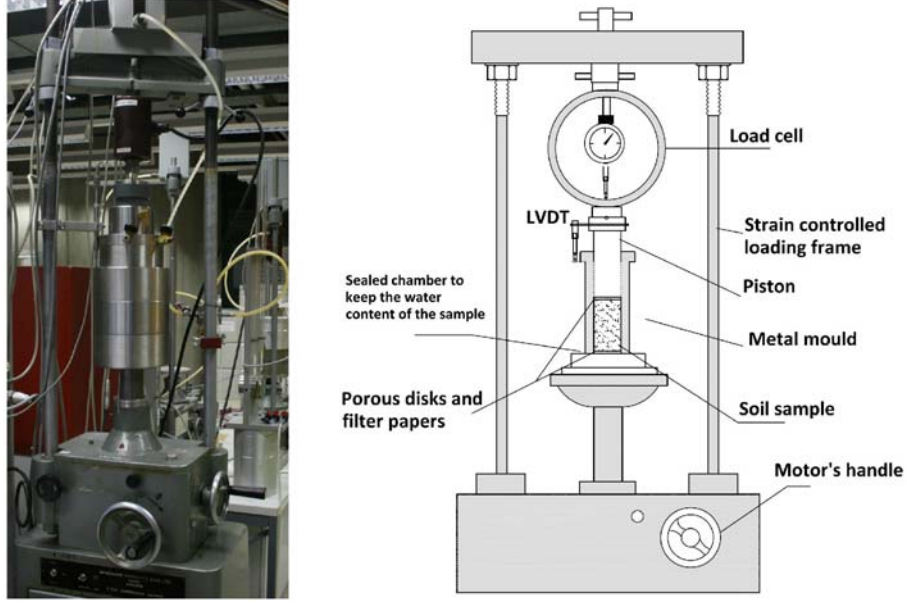 Load cell
LVDT
Strain controlled
loading frame
Sealed chamber to
keep the water
content of the sample
Piston
Metal mould
Porous disks and
filter papers
Soil sample
Motor's handle